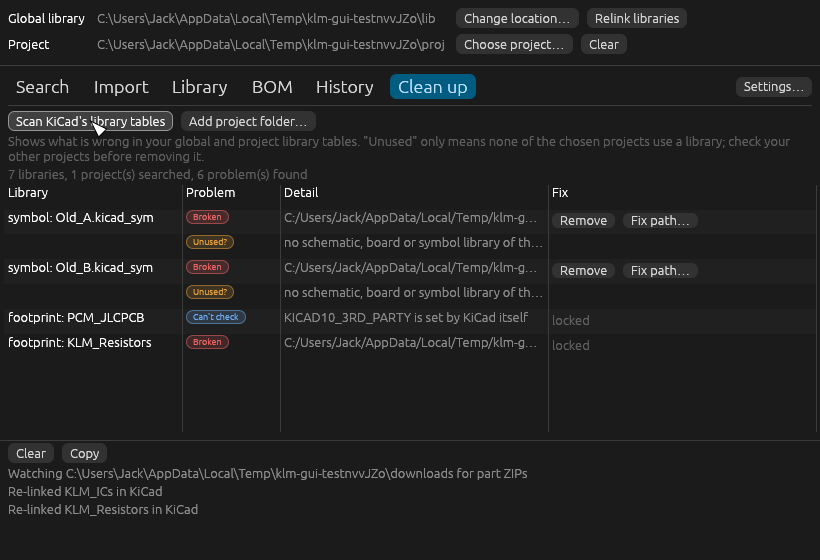 Global library C:\Users\Jack\AppData\Local\Temp\klm-gui-testnvvJZo\lib Change location... Relink libraries
Project C:\Users\Jack\AppData\Local\Temp\klm-gui-testnvvJZo\proj Choose project... Clear
Search Import Library BOM History Clean up Settings...
Scan KiCad's library tables Add project folder...
Shows what is wrong in your global and project library tables. "Unused" only means none of the chosen projects use a library; check your
other projects before removing it.
7 libraries, 1 project(s) searched, 6 problem(s) found
Library Problem Detail Fix
symbol: Old_A.kicad_sym Broken C:/Users/Jack/AppData/Local/Temp/klm-g... Remove Fix path...
Unused? no schematic, board or symbol library of th...
symbol: Old_B.kicad_sym Broken C:/Users/Jack/AppData/Local/Temp/klm-g... Remove Fix path...
Unused? no schematic, board or symbol library of th...
footprint: PCM_JLCPCB Can't check KICAD10_3RD_PARTY is set by KiCad itself locked
footprint: KLM_Resistors Broken C:/Users/Jack/AppData/Local/Temp/klm-g... locked
Clear Copy
Watching C:\Users\Jack\AppData\Local\Temp\klm-gui-testnvvJZo\downloads for part ZIPs
Re-linked KLM_ICs in KiCad
Re-linked KLM_Resistors in KiCad